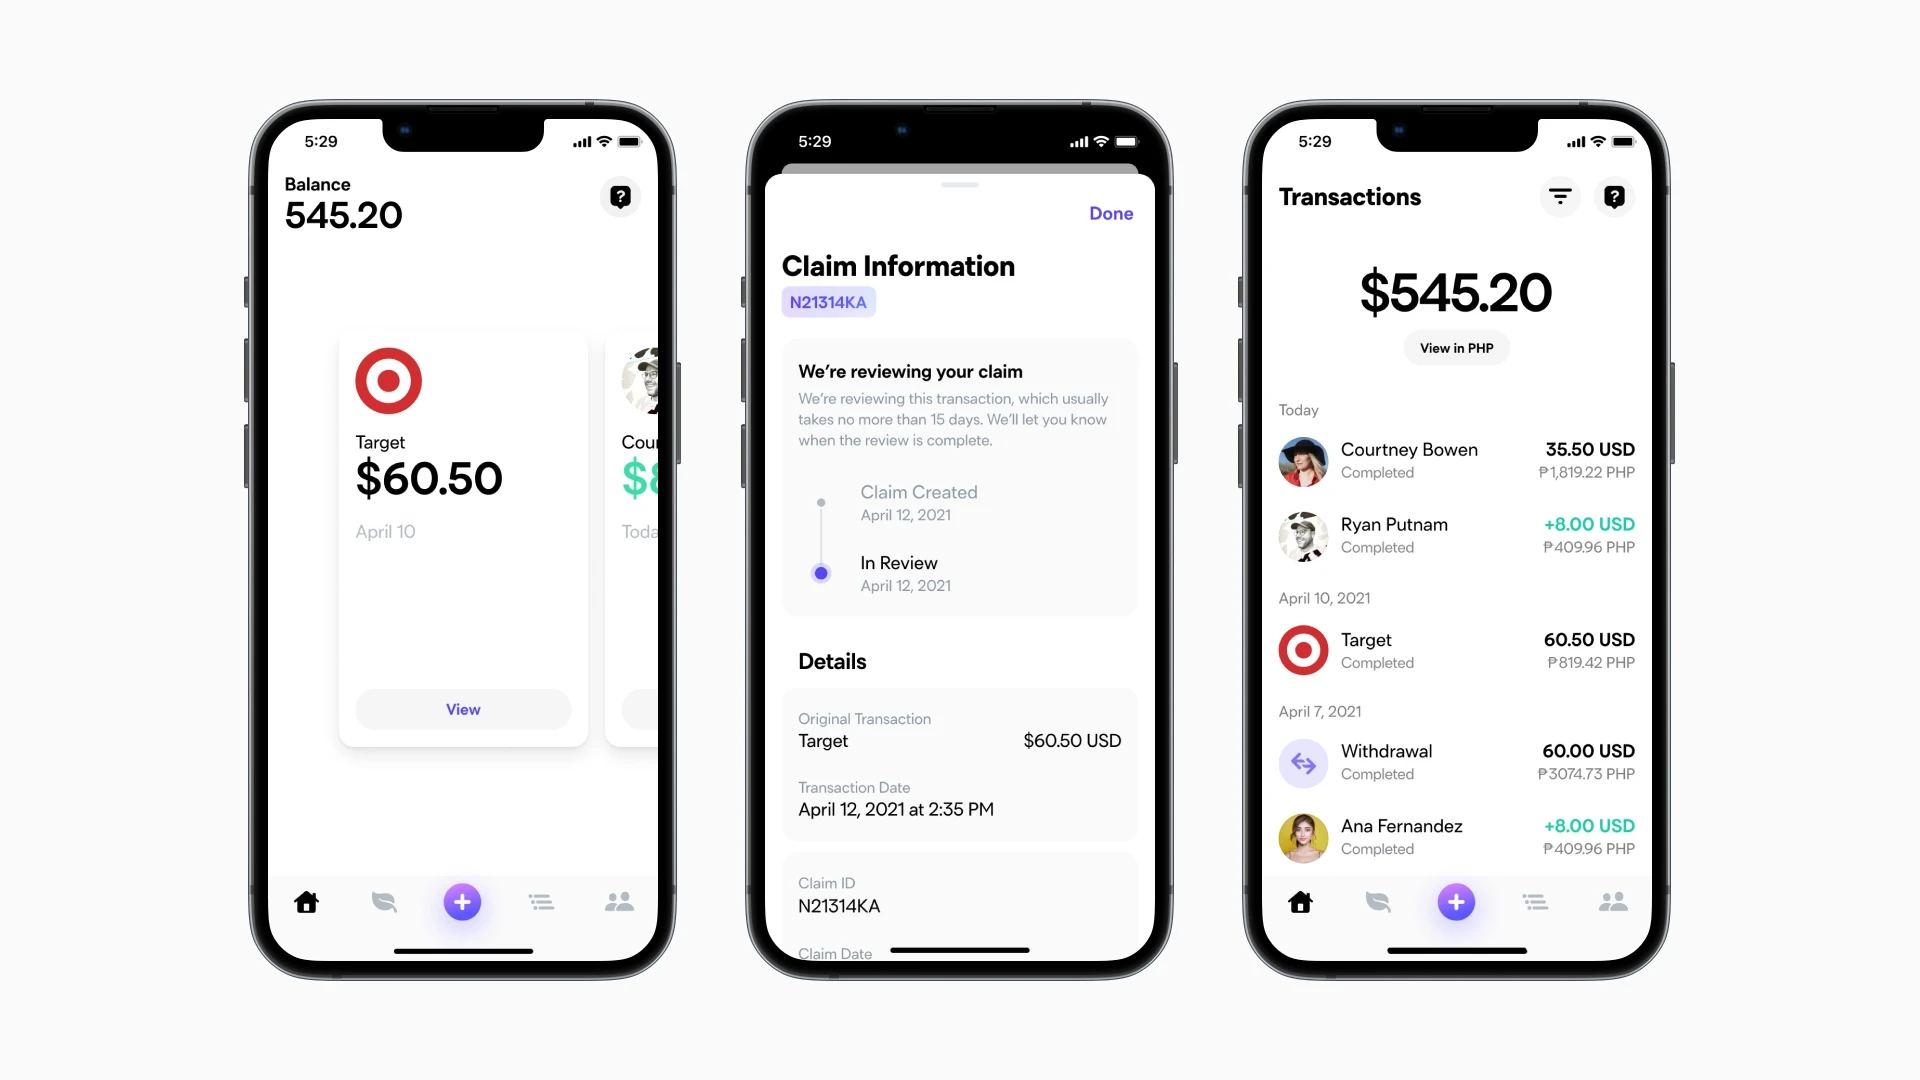 5:29
Balance
545.20
?
Target
$60.50
April 10
View
Cour
$8
Toda
5:29
Done
Claim Information
N21314KA
We’re reviewing your claim
We’re reviewing this transaction, which usually
takes no more than 15 days. We’ll let you know
when the review is complete.
Claim Created
April 12, 2021
In Review
April 12, 2021
Details
Original Transaction
Target $60.50 USD
Transaction Date
April 12, 2021 at 2:35 PM
Claim ID
N21314KA
Claim Date
5:29
Transactions
?
$545.20
View in PHP
Today
Courtney Bowen 35.50 USD
Completed ₱1,819.22 PHP
Ryan Putnam +8.00 USD
Completed ₱409.96 PHP
April 10, 2021
Target 60.50 USD
Completed ₱819.42 PHP
April 7, 2021
Withdrawal 60.00 USD
Completed ₱3074.73 PHP
Ana Fernandez +8.00 USD
Completed ₱409.96 PHP